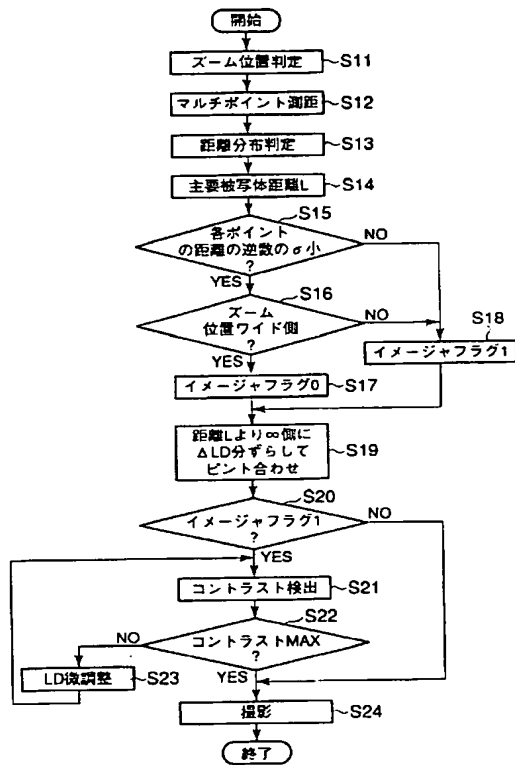 開始
ズーム位置判定 S11
マルチポイント測距 S12
距離分布判定 S13
主要被写体距離L S14
S15
各ポイント
の距離の逆数のσ小
?
NO
YES
S16
ズーム
位置ワイド側
?
NO
YES
S18
イメージャフラグ1
イメージャフラグ0 S17
距離Lより∞側に
ΔLD分ずらして
ピント合わせ
S19
S20
イメージャフラグ1
?
NO
YES
コントラスト検出 S21
S22
コントラストMAX
?
NO
YES
LD微調整 S23
撮影 S24
終了